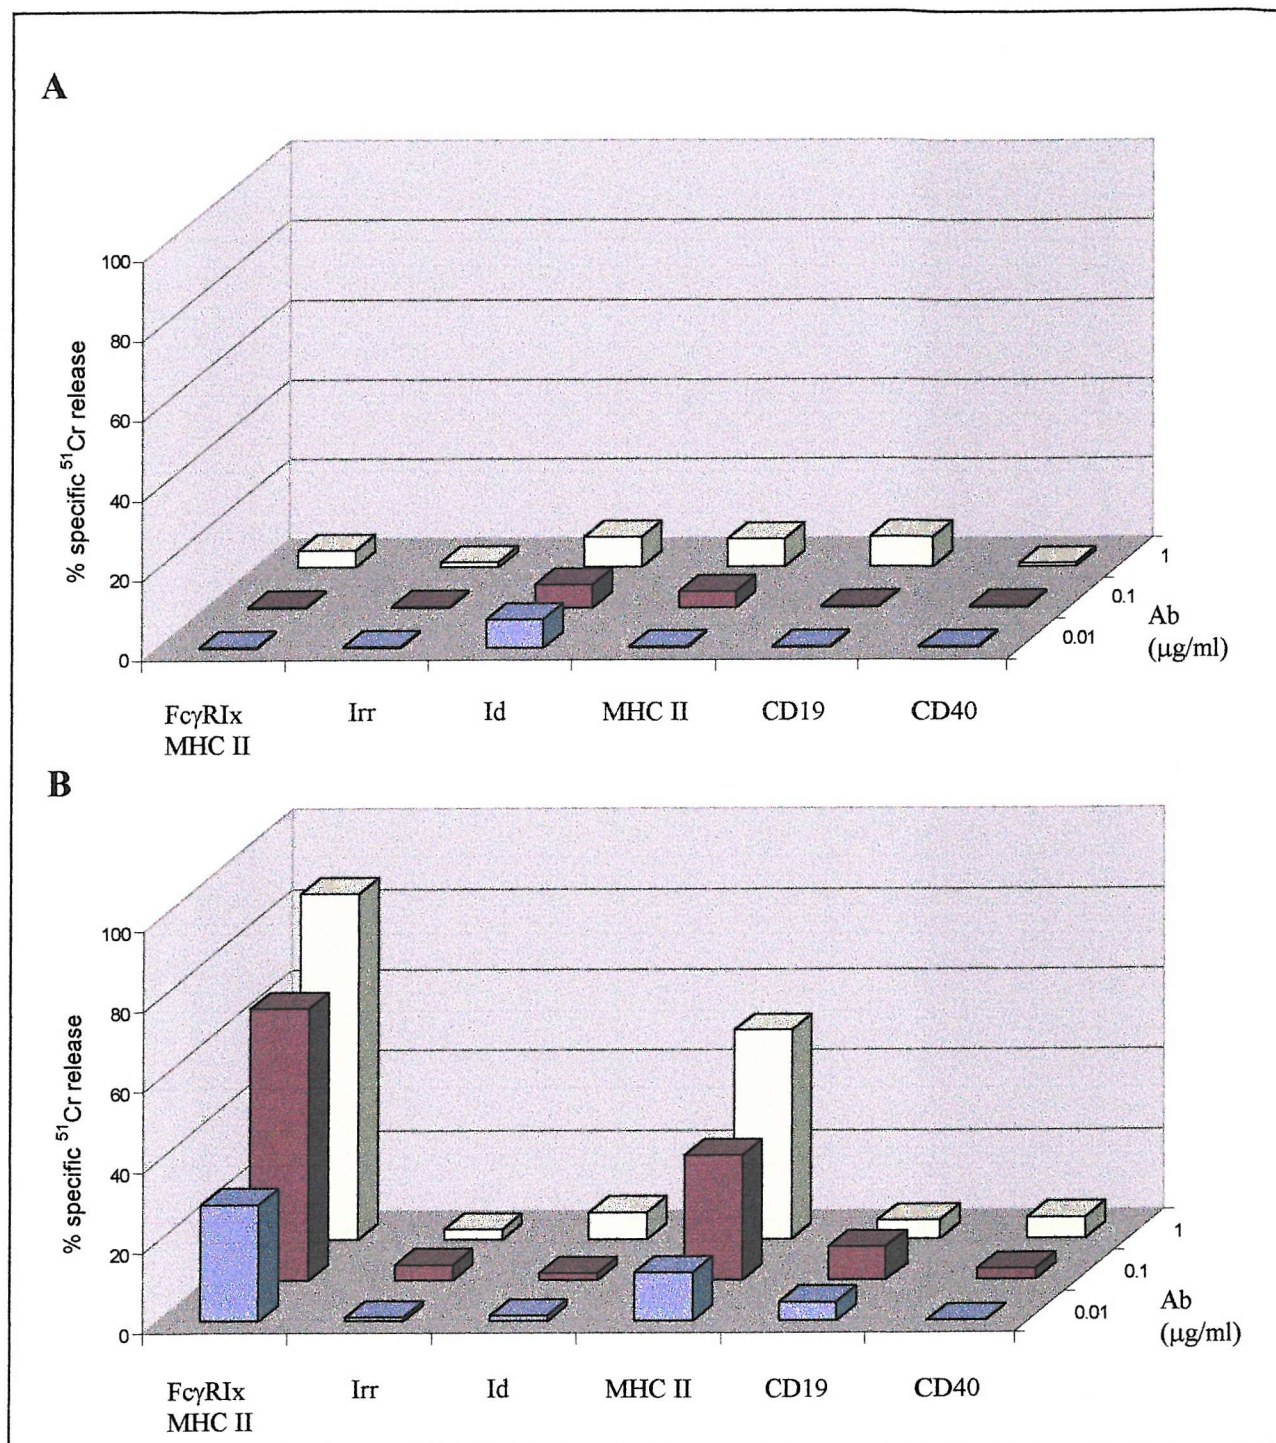 A
% specific ⁵¹Cr release
100
80
60
40
20
0
1
0.1
0.01
Ab
(µg/ml)
FcγRIx
MHC II
Irr
Id
MHC II
CD19
CD40
B
% specific ⁵¹Cr release
100
80
60
40
20
0
1
0.1
0.01
Ab
(µg/ml)
FcγRIx
MHC II
Irr
Id
MHC II
CD19
CD40